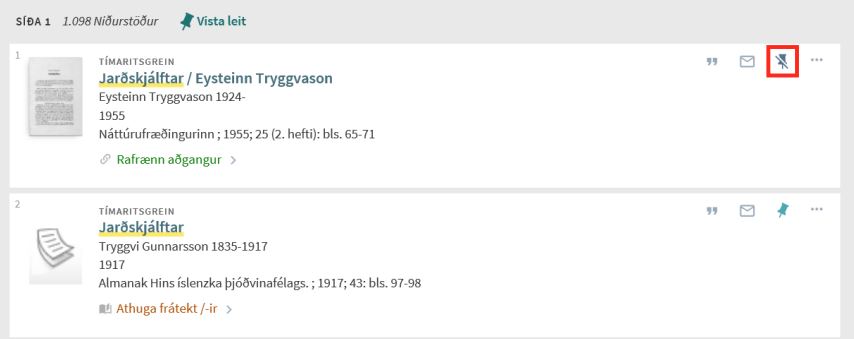 SÍÐA 1 1.098 Niðurstöður Vista leit
1
TÍMARITSGREIN
Jarðskjálftar / Eysteinn Tryggvason
Eysteinn Tryggvason 1924-
1955
Náttúrufræðingurinn ; 1955; 25 (2. hefti): bls. 65-71
Rafrænn aðgangur
2
TÍMARITSGREIN
Jarðskjálftar
Tryggvi Gunnarsson 1835-1917
1917
Almanak Hins íslenzka þjóðvinafélags. ; 1917; 43: bls. 97-98
Athuga frátekt /-ir